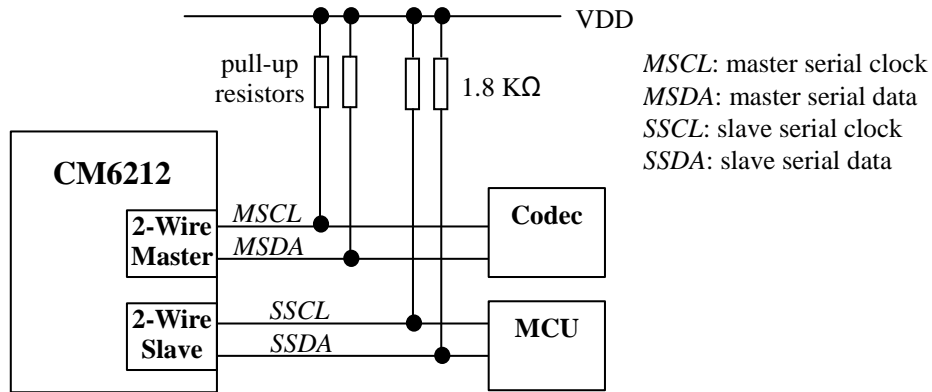 VDD
pull-up
resistors
1.8 KΩ
MSCL: master serial clock
MSDA: master serial data
SSCL: slave serial clock
SSDA: slave serial data
CM6212
2-Wire
Master
MSCL
MSDA
Codec
2-Wire
Slave
SSCL
SSDA
MCU